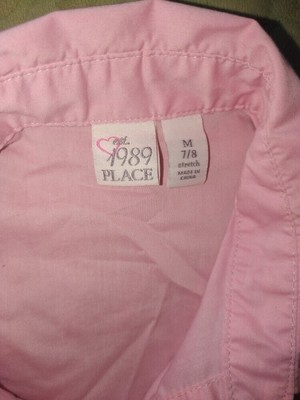 est.
1989
PLACE
M
7/8
stretch
MADE IN
CHINA